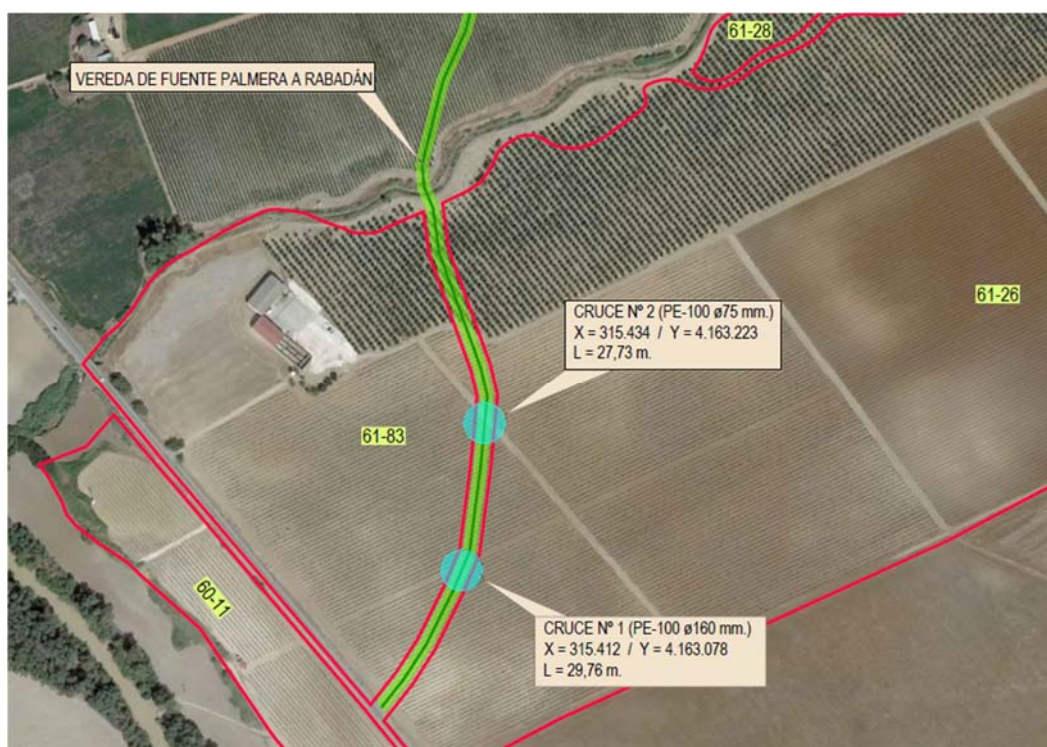 61-28
VEREDA DE FUENTE PALMERA A RABADÁN
61-26
CRUCE Nº 2 (PE-100 ø75 mm.)
X = 315.434 / Y = 4.163.223
L = 27,73 m.
61-83
60-11
CRUCE Nº 1 (PE-100 ø160 mm.)
X = 315.412 / Y = 4.163.078
L = 29,76 m.